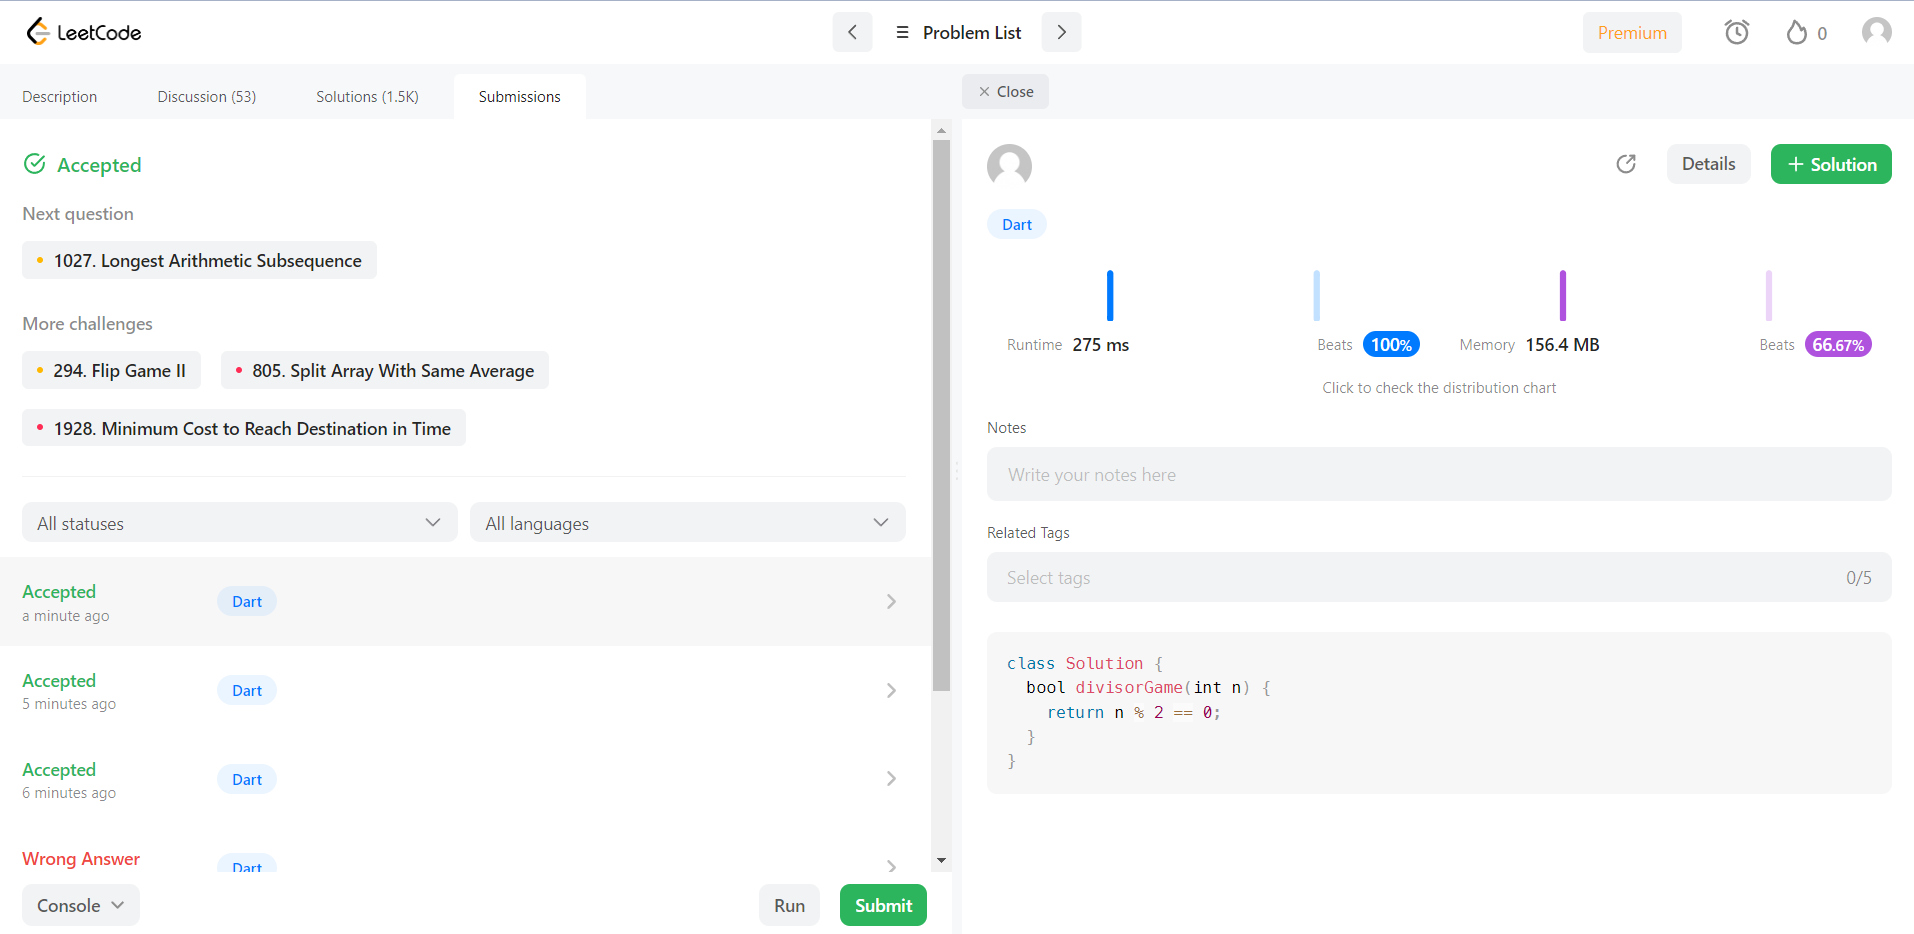 LeetCode
Problem List
Premium
0
Description Discussion (53) Solutions (1.5K) Submissions
Accepted
Next question
1027. Longest Arithmetic Subsequence
More challenges
294. Flip Game II 805. Split Array With Same Average
1928. Minimum Cost to Reach Destination in Time
All statuses All languages
Accepted Dart
a minute ago
Accepted Dart
5 minutes ago
Accepted Dart
6 minutes ago
Wrong Answer Dart
Console Run Submit
Close
Details + Solution
Dart
Runtime 275 ms Beats 100% Memory 156.4 MB Beats 66.67%
Click to check the distribution chart
Notes
Write your notes here
Related Tags
Select tags 0/5
class Solution {
  bool divisorGame(int n) {
    return n % 2 == 0;
  }
}